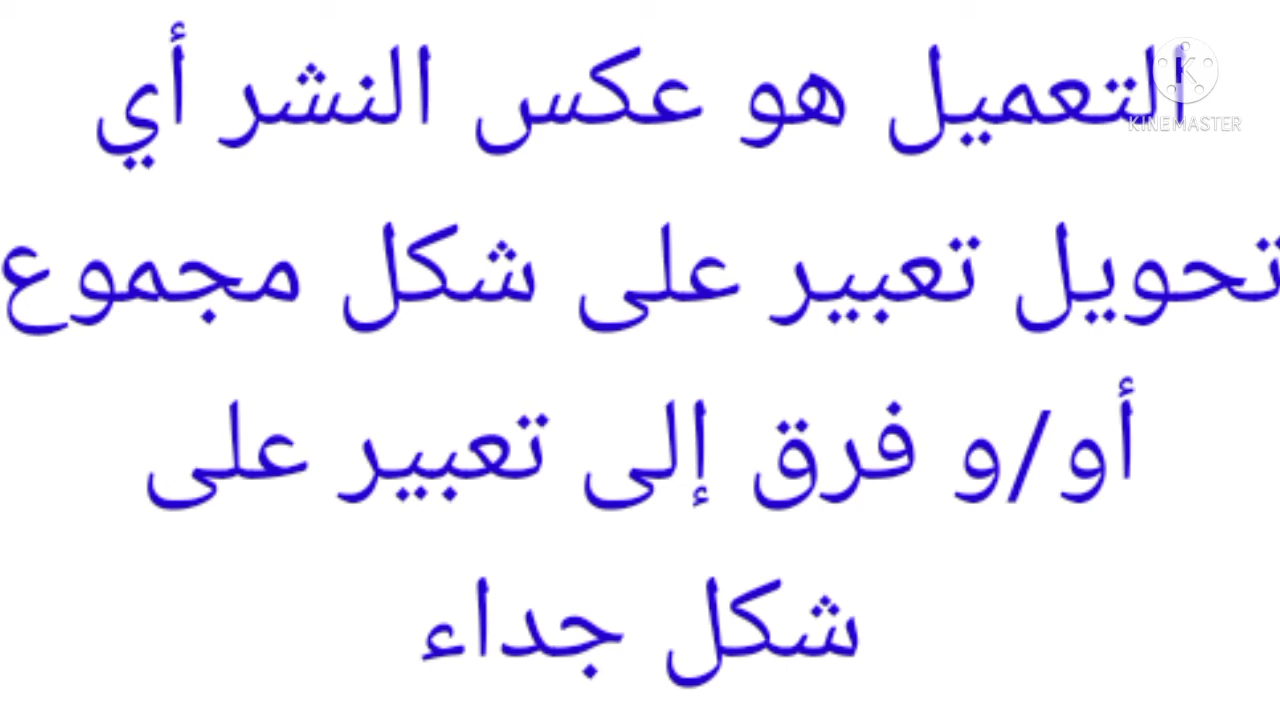 التعميل هو عكس النشر أي
تحويل تعبير على شكل مجموع
أو/و فرق إلى تعبير على
شكل جداء
KINEMASTER